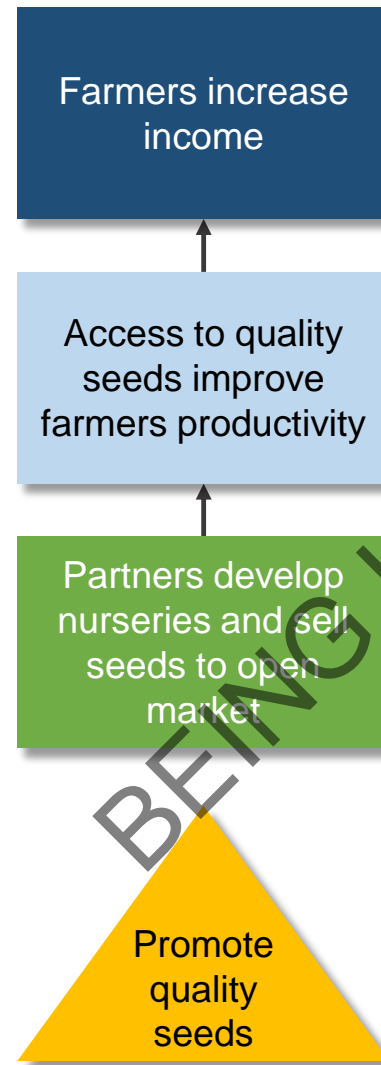 Farmers increase
income
Access to quality
seeds improve
farmers productivity
Partners develop
nurseries and sell
seeds to open
market
BEING
Promote
quality
seeds